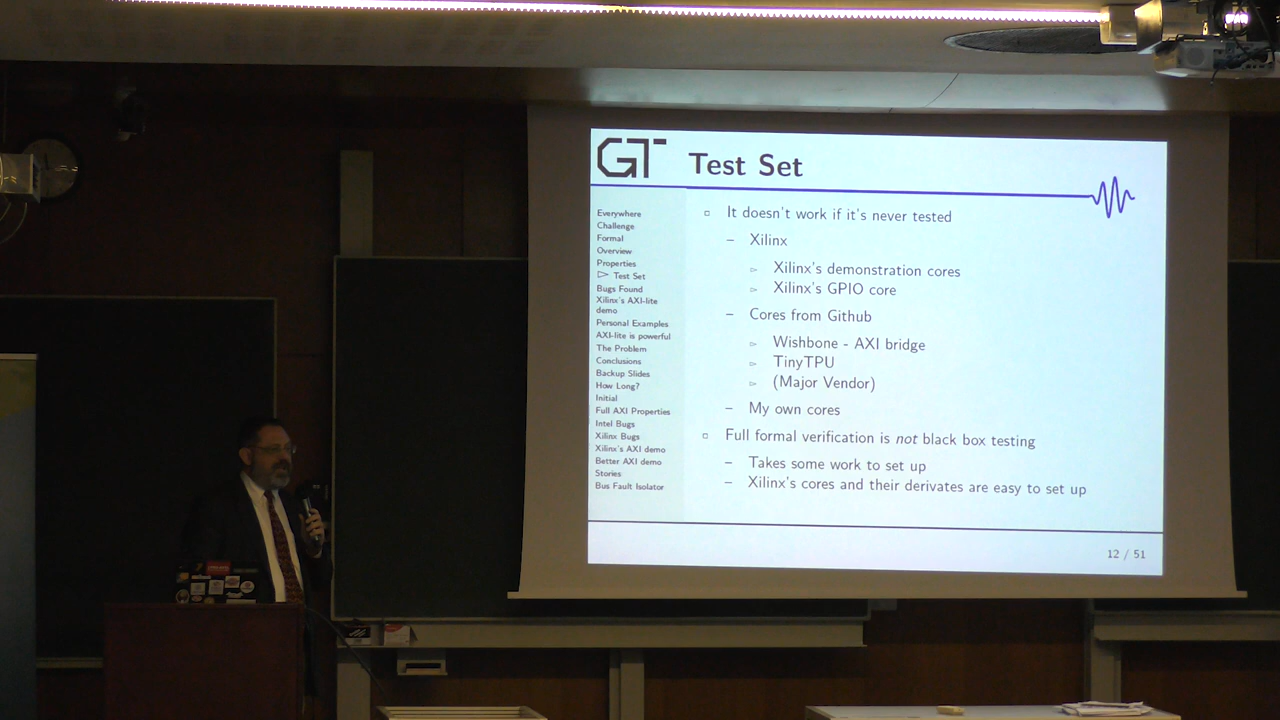 GT
Test Set
Everywhere
Challenge
Formal
Overview
Properties
▷ Test Set
Bugs Found
Xilinx's AXI-lite
demo
Personal Examples
AXI-lite is powerful
The Problem
Conclusions
Backup Slides
How Long?
Initial
Full AXI Properties
Intel Bugs
Xilinx Bugs
Xilinx's AXI demo
Better AXI demo
Stories
Bus Fault Isolator
It doesn't work if it's never tested
– Xilinx
▷ Xilinx's demonstration cores
▷ Xilinx's GPIO core
– Cores from Github
▷ Wishbone - AXI bridge
▷ TinyTPU
▷ (Major Vendor)
– My own cores
Full formal verification is not black box testing
– Takes some work to set up
– Xilinx's cores and their derivates are easy to set up
12 / 51